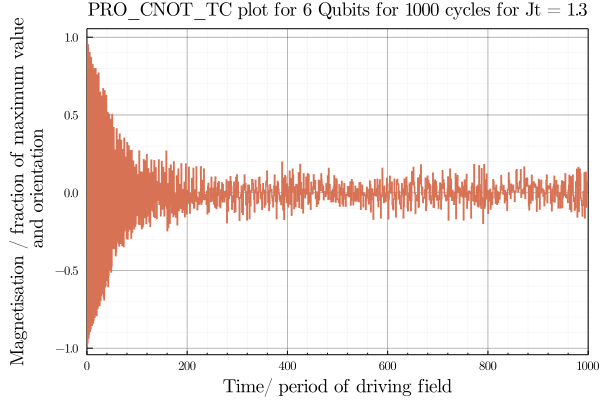 PRO_CNOT_TC plot for 6 Qubits for 1000 cycles for Jt = 1.3
Magnetisation / fraction of maximum value
and orientation
1.0
0.5
0.0
−0.5
−1.0
0 200 400 600 800 1000
Time/ period of driving field